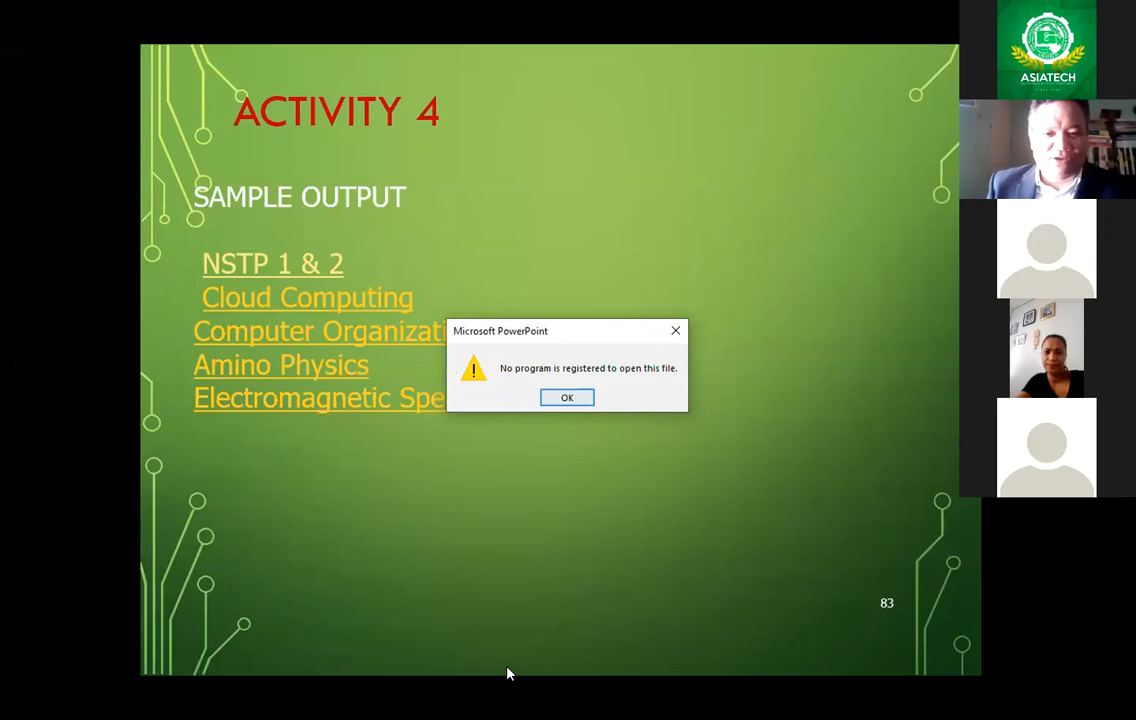 ACTIVITY 4
SAMPLE OUTPUT
NSTP 1 & 2
Cloud Computing
Computer Organizati
Amino Physics
Electromagnetic Spe
Microsoft PowerPoint
No program is registered to open this file.
OK
83
ASIATECH